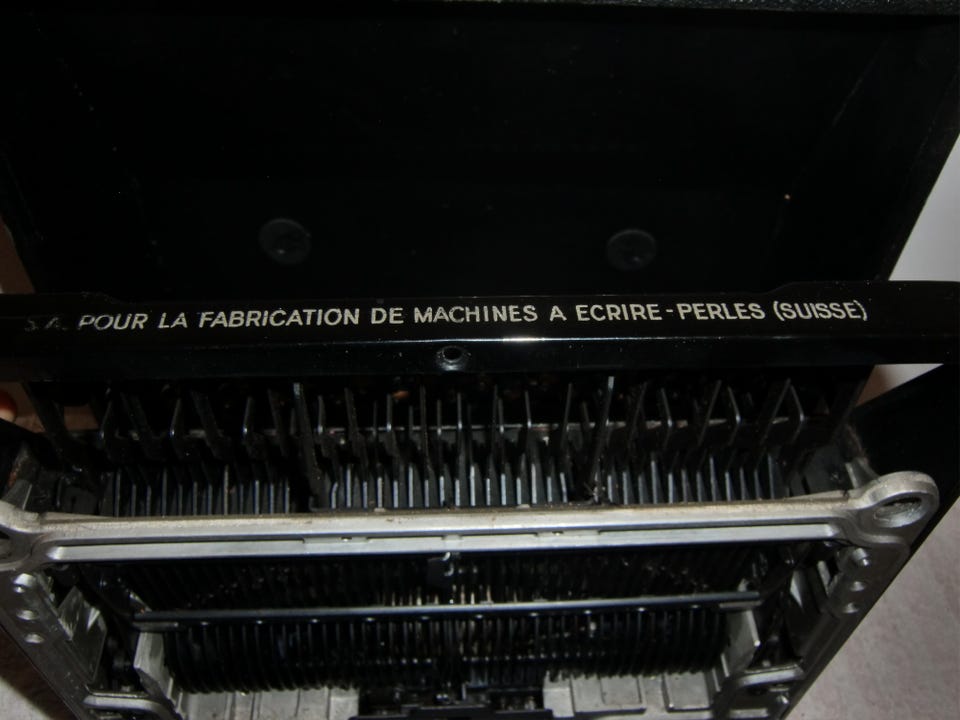 S.A. POUR LA FABRICATION DE MACHINES A ECRIRE-PERLES (SUISSE)